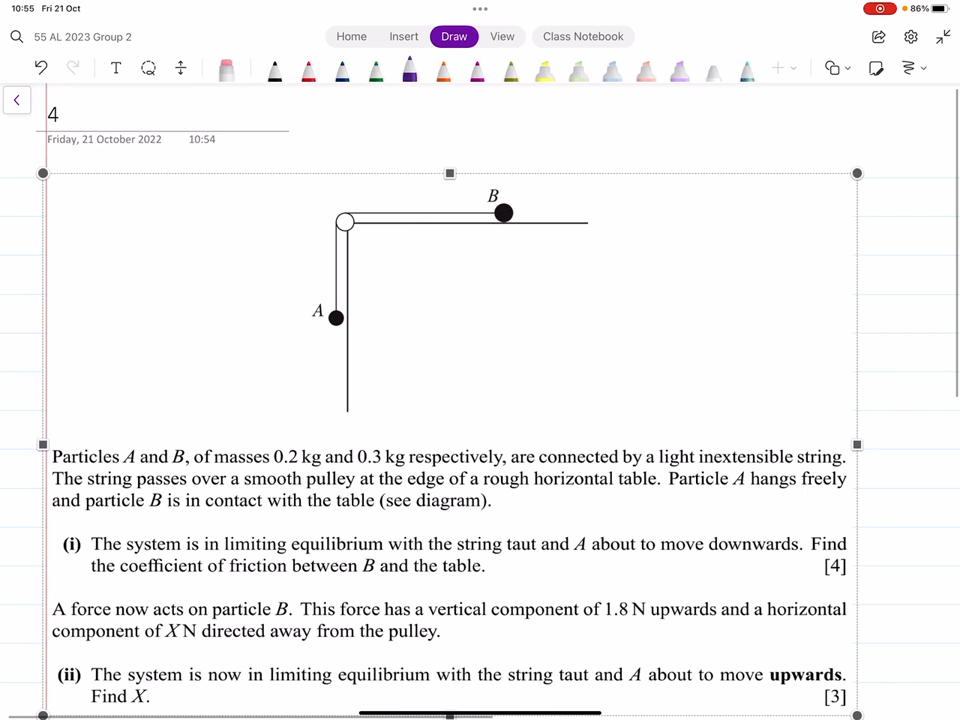 10:55 Fri 21 Oct
86%
55 AL 2023 Group 2
Home Insert Draw View Class Notebook
T
4
Friday, 21 October 2022 10:54
B
A
Particles A and B, of masses 0.2 kg and 0.3 kg respectively, are connected by a light inextensible string.
The string passes over a smooth pulley at the edge of a rough horizontal table. Particle A hangs freely
and particle B is in contact with the table (see diagram).
(i) The system is in limiting equilibrium with the string taut and A about to move downwards. Find
the coefficient of friction between B and the table. [4]
A force now acts on particle B. This force has a vertical component of 1.8 N upwards and a horizontal
component of X N directed away from the pulley.
(ii) The system is now in limiting equilibrium with the string taut and A about to move upwards.
Find X. [3]